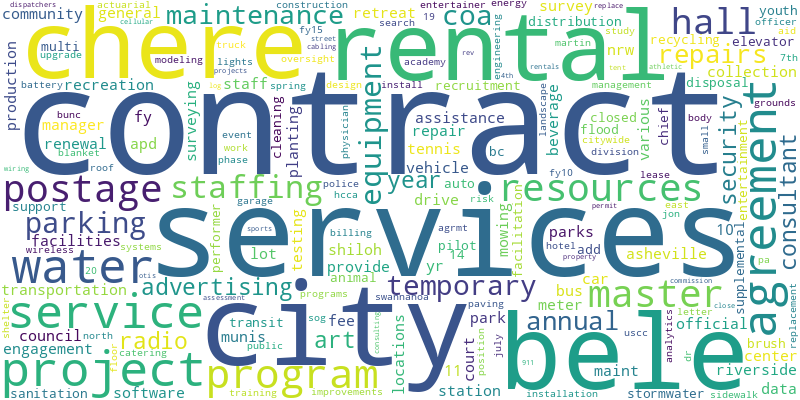 dispatchers actuarial construction entertainer energy replace
community general maintenance coa survey hall youth
cellular retreat search 19 distribution officer
chere rental
multi fy15 street cabling academy martin study aid
upgrade truck oversight nrw recycling elevator
production modeling lights projects rev engineering repairs 7th
contract
battery recreation staff spring design install recruitment rentals tent athletic management collection
bunc fy log 14th disposal
manager surveying cleaning planting physician equipment assistance beverage landscape closed various chief body grounds
renewal apd event work repair tennis bc flood citywide small security
blanket roof phase vehicle division
wiring police year auto fy10 lease
postage staffing resources agreement consultant
support garage hcca drive risk permit east entertainment
parking performer sports billing agrmt mowing facilitation parks jon 10
services
facilities testing pilot hotel add supplemental
wireless systems lot shiloh 14 property asheville
water 20 otis provide yr car pa
transportation advertising animal temporary bus master commission replacement
shelter assessment programs swannanoa meter letter close
service city bele annual official
council north transit sog fee consulting paving park court uscc analytics brush
radio munis public art locations july position maint dr center
engagement floor catering 11 911 riverside
project program station data
sanitation software training improvements installation stormwater sidewalk